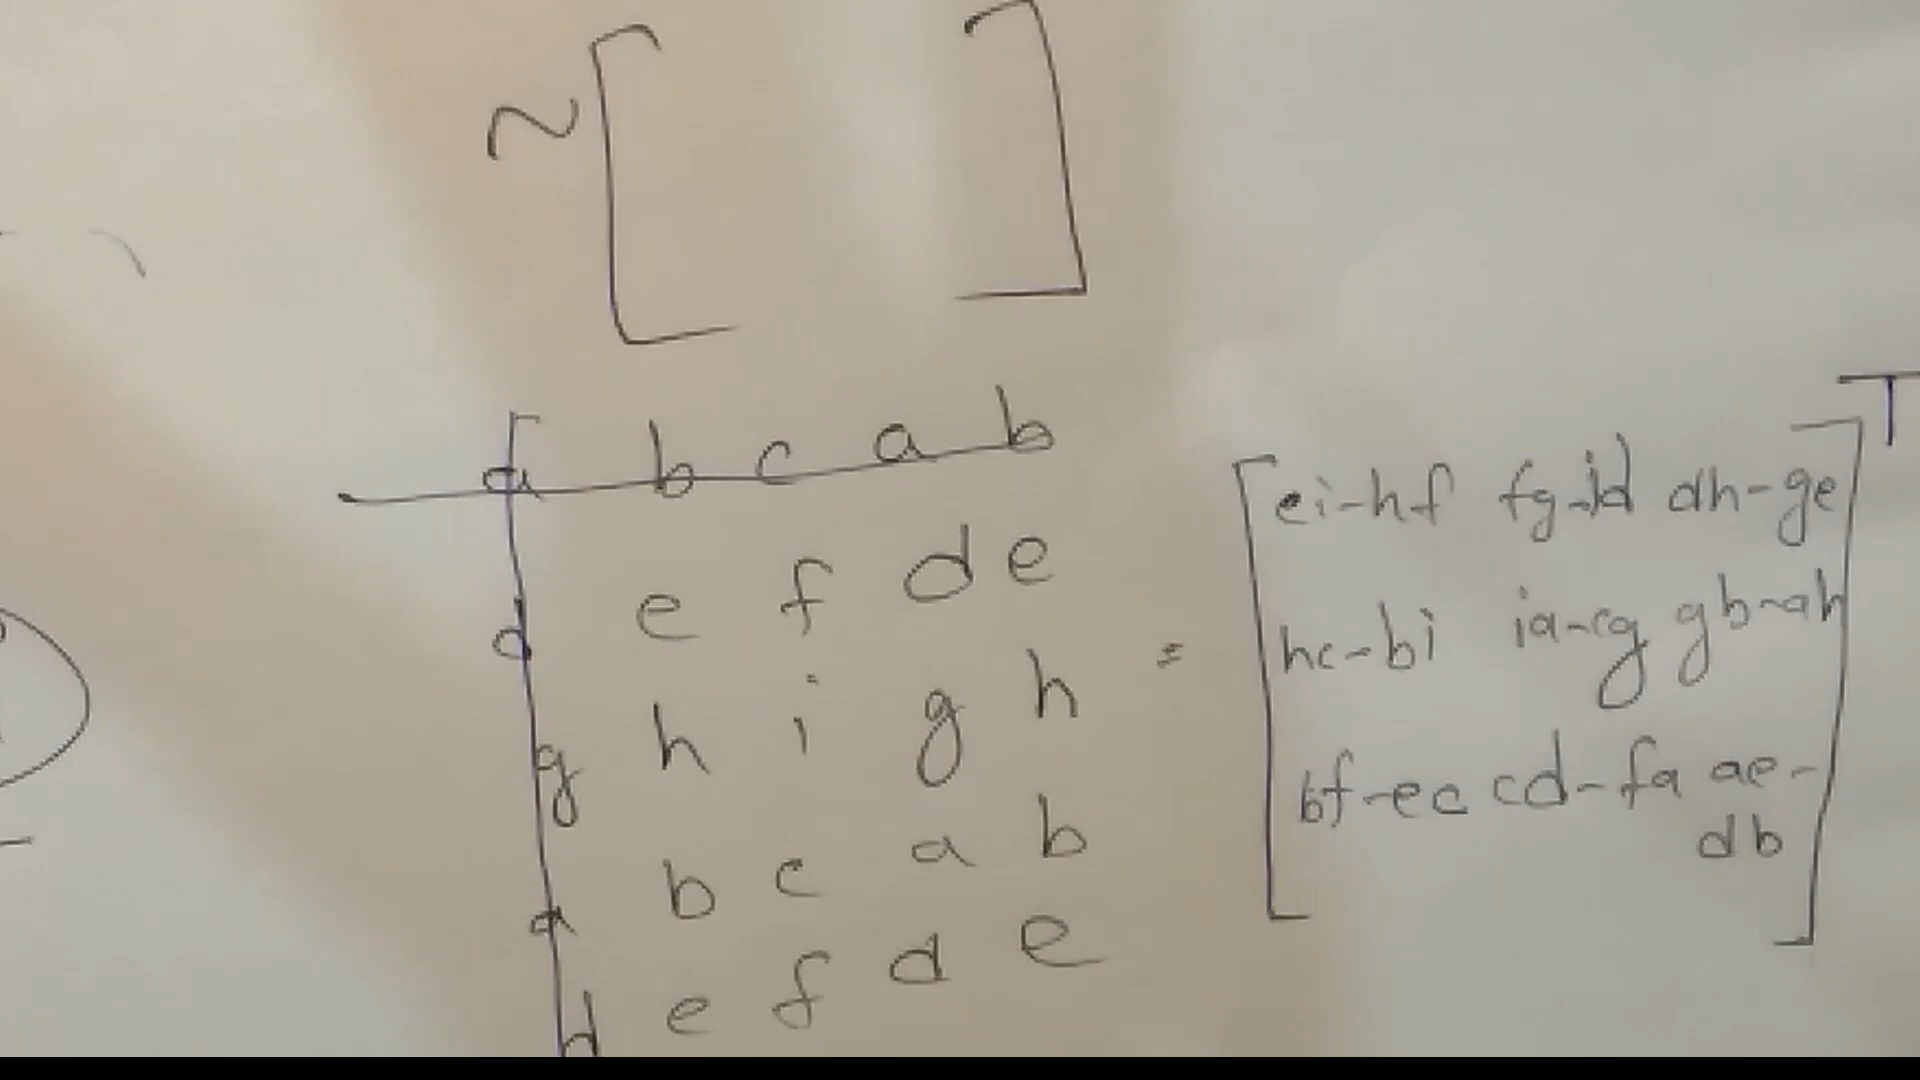 ~ [ ]
a b c a b
d e f d e
g h i g h
a b c a b
d e f d e
=
[ ei-hf fg-id dh-ge
hc-bi ia-cg gb-ah
bf-ec cd-fa ae-
db ] T